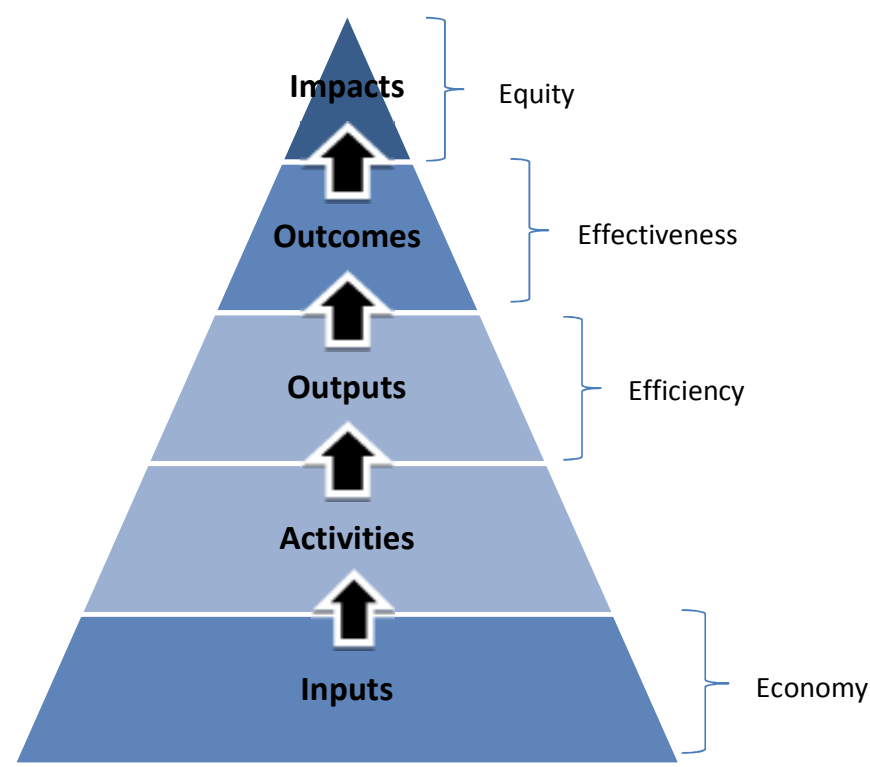 Impacts
Equity
Outcomes
Effectiveness
Outputs
Efficiency
Activities
Inputs
Economy